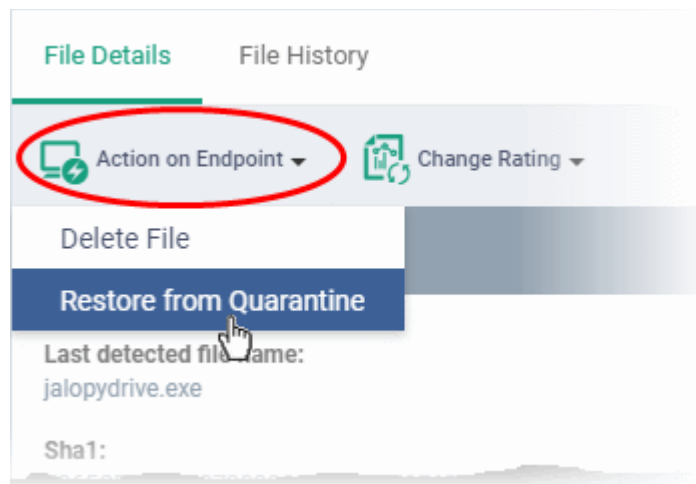 File Details File History
Action on Endpoint Change Rating
Delete File
Restore from Quarantine
Last detected file name:
jalopydrive.exe
Sha1: